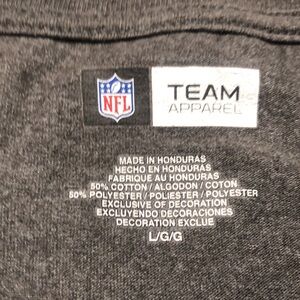 NFL
TEAM
APPAREL
MADE IN HONDURAS
HECHO EN HONDURAS
FABRIQUE AU HONDURAS
50% COTTON / ALGODON / COTON
50% POLYESTER / POLIESTER / POLYESTER
EXCLUSIVE OF DECORATION
EXCLUYENDO DECORACIONES
DECORATION EXCLUE
L/G/G